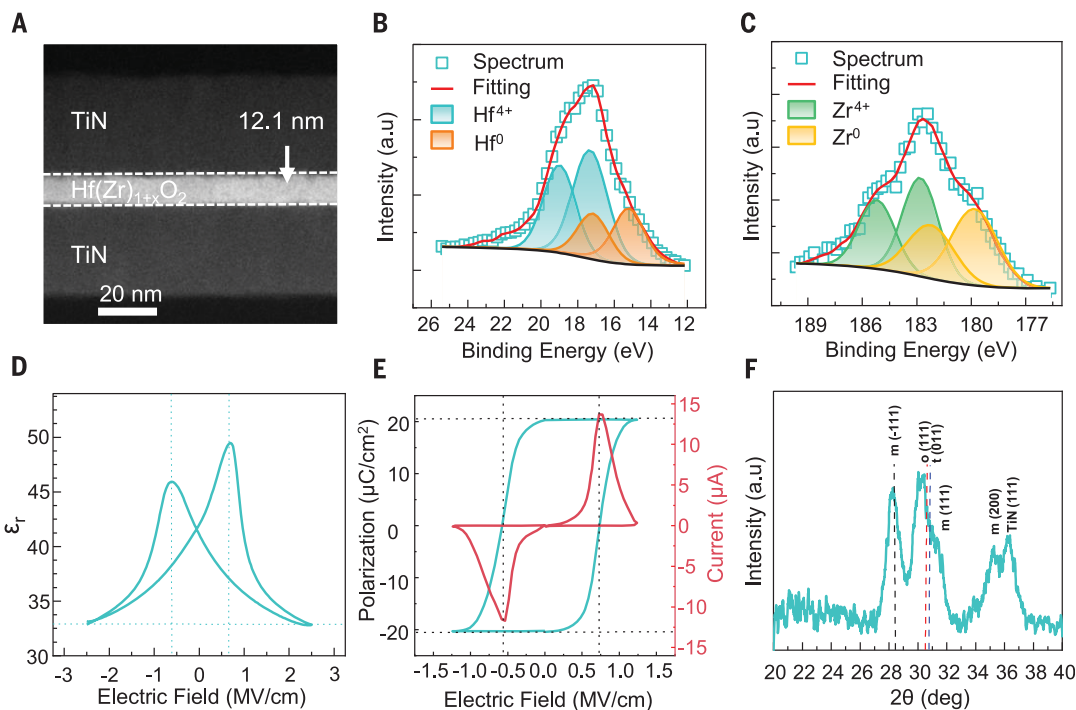 A
TiN
12.1 nm
Hf(Zr)1+xO2
TiN
20 nm
B
Spectrum
Fitting
Hf4+
Hf0
Intensity (a.u)
26 24 22 20 18 16 14 12
Binding Energy (eV)
C
Spectrum
Fitting
Zr4+
Zr0
Intensity (a.u)
189 186 183 180 177
Binding Energy (eV)
D
εr
50
45
40
35
30
-3 -2 -1 0 1 2 3
Electric Field (MV/cm)
E
Polarization (μC/cm2)
20
10
0
-10
-20
-1.5 -1.0 -0.5 0.0 0.5 1.0 1.5
Electric Field (MV/cm)
Current (μA)
15
10
5
0
-5
-10
-15
F
Intensity (a.u)
m (-111)
o (111)
t (011)
m (111)
m (200)
TiN (111)
20 24 28 32 36 40
2θ (deg)